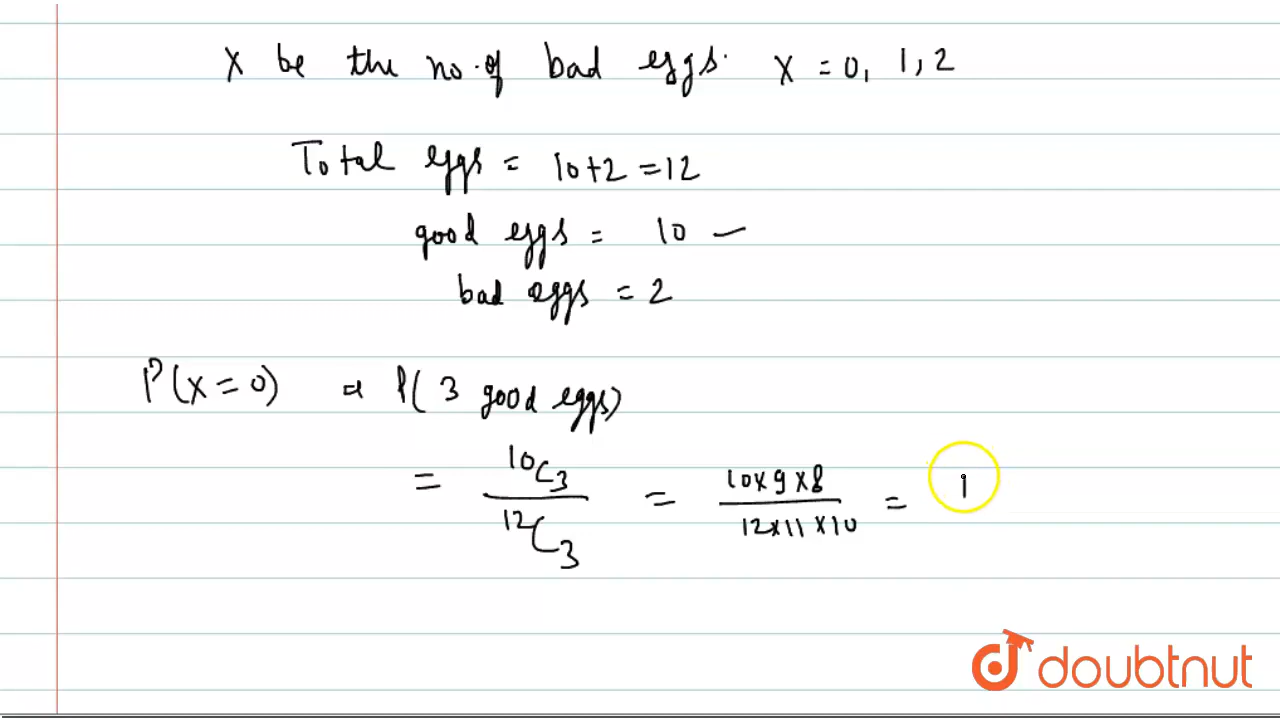 X be the no. of bad eggs. X = 0, 1, 2
Total eggs = 10+2 = 12
good eggs = 10 –
bad eggs = 2
P(X = 0) = P( 3 good eggs)
= ¹⁰C₃ / ¹²C₃ = 10×9×8 / 12×11×10 = 1
doubtnut